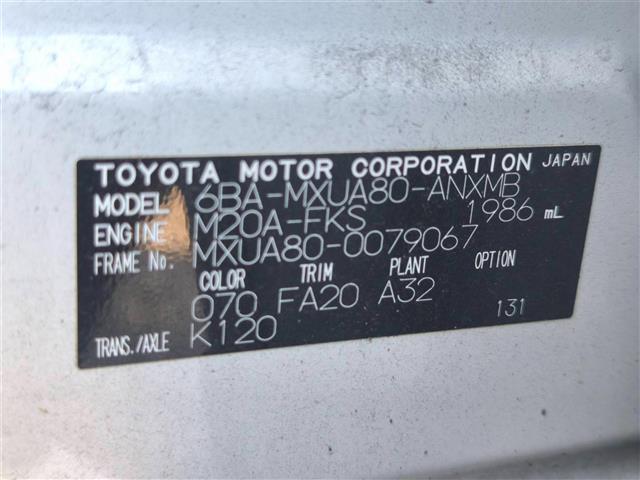 TOYOTA MOTOR CORPORATION JAPAN
MODEL 6BA-MXUA80-ANXMB
ENGINE M20A-FKS 1986 mL
FRAME No. MXUA80-0079067
COLOR TRIM PLANT OPTION
070 FA20 A32
TRANS./AXLE K120 131